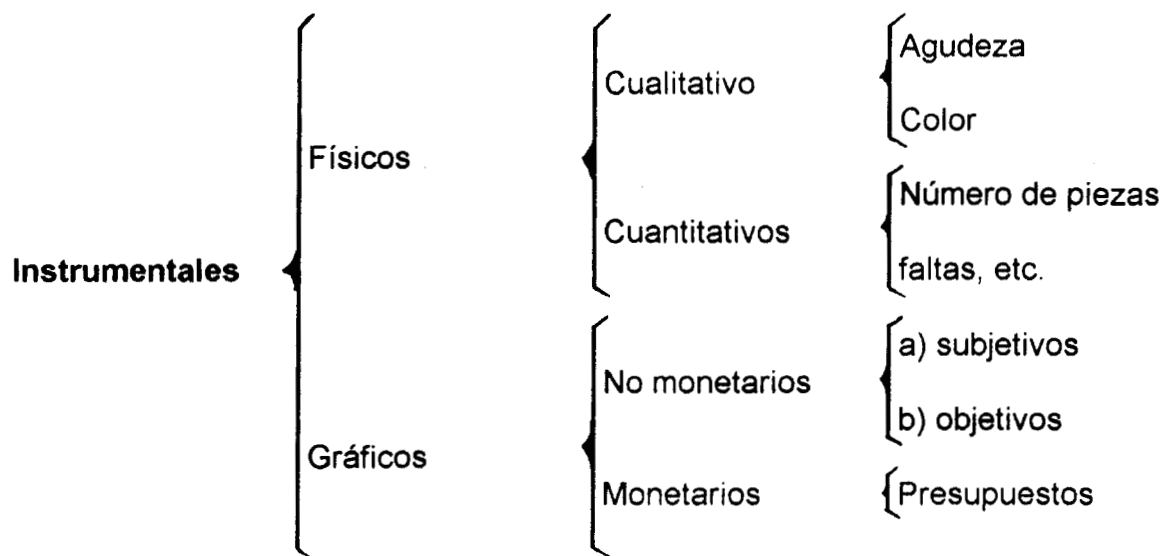 Instrumentales
Físicos
Cualitativo
Agudeza
Color
Cuantitativos
Número de piezas
faltas, etc.
Gráficos
No monetarios
a) subjetivos
b) objetivos
Monetarios
Presupuestos